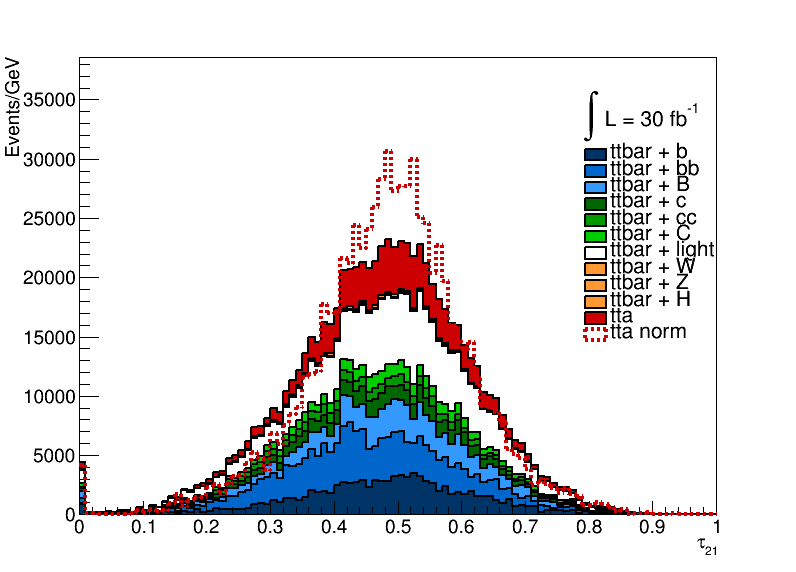 Events/GeV
35000
30000
25000
20000
15000
10000
5000
0
∫ L = 30 fb-1
ttbar + b
ttbar + bb
ttbar + B
ttbar + c
ttbar + cc
ttbar + C
ttbar + light
ttbar + W
ttbar + Z
ttbar + H
tta
tta norm
0 0.1 0.2 0.3 0.4 0.5 0.6 0.7 0.8 0.9 1
τ21